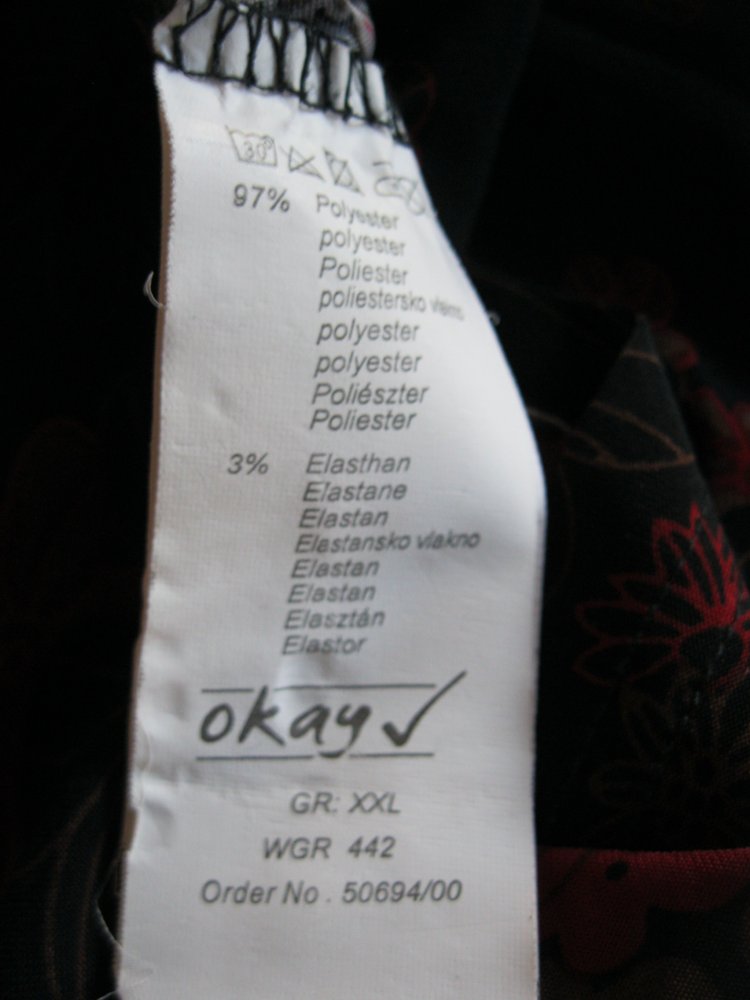 30°
97% Polyester
polyester
Poliester
poliestersko vlakno
polyester
polyester
Poliészter
Poliester
3% Elasthan
Elastane
Elastan
Elastansko vlakno
Elastan
Elastan
Elasztán
Elastor
okay
GR: XXL
WGR 442
Order No . 50694/00